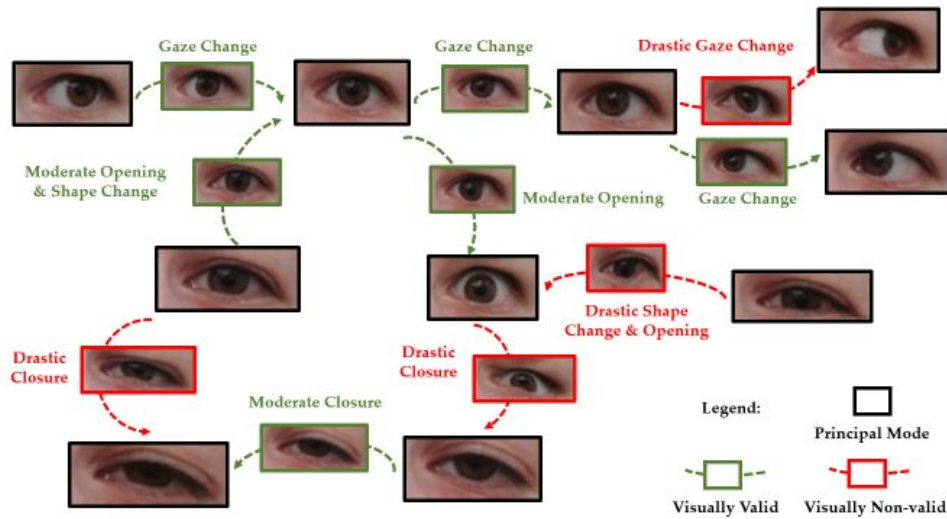 Gaze Change
Gaze Change
Drastic Gaze Change
Moderate Opening
& Shape Change
Moderate Opening
Gaze Change
Drastic
Closure
Drastic
Closure
Drastic Shape
Change & Opening
Moderate Closure
Legend:
Principal Mode
Visually Valid
Visually Non-valid